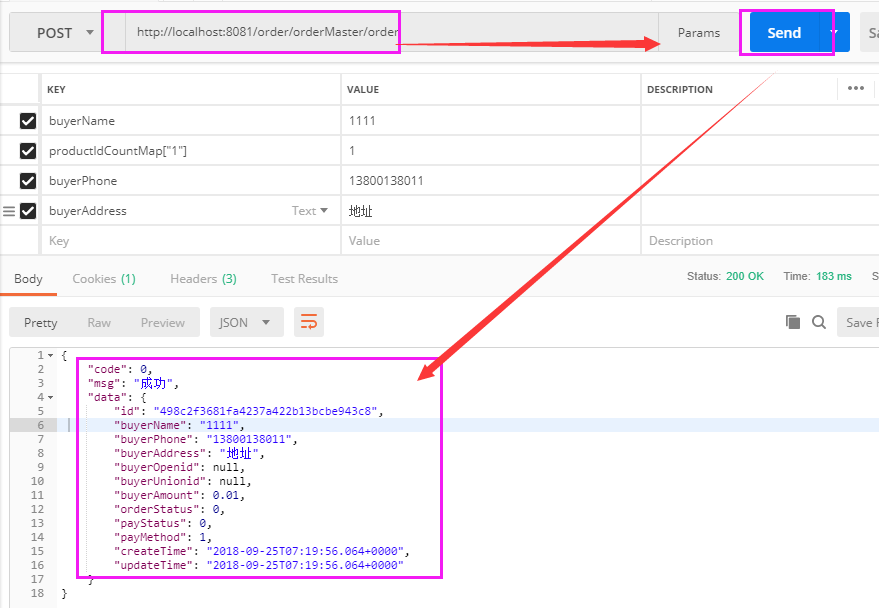 POST http://localhost:8081/order/orderMaster/order Params Send Sa
KEY VALUE DESCRIPTION •••
buyerName 1111
productIdCountMap["1"] 1
buyerPhone 13800138011
buyerAddress Text 地址
Key Value Description
Body Cookies (1) Headers (3) Test Results Status: 200 OK Time: 183 ms S
Pretty Raw Preview JSON Save
1 {
2 "code": 0,
3 "msg": "成功",
4 "data": {
5 "id": "498c2f3681fa4237a422b13bcbe943c8",
6 "buyerName": "1111",
7 "buyerPhone": "13800138011",
8 "buyerAddress": "地址",
9 "buyerOpenid": null,
10 "buyerUnionid": null,
11 "buyerAmount": 0.01,
12 "orderStatus": 0,
13 "payStatus": 0,
14 "payMethod": 1,
15 "createTime": "2018-09-25T07:19:56.064+0000",
16 "updateTime": "2018-09-25T07:19:56.064+0000"
17 }
18 }